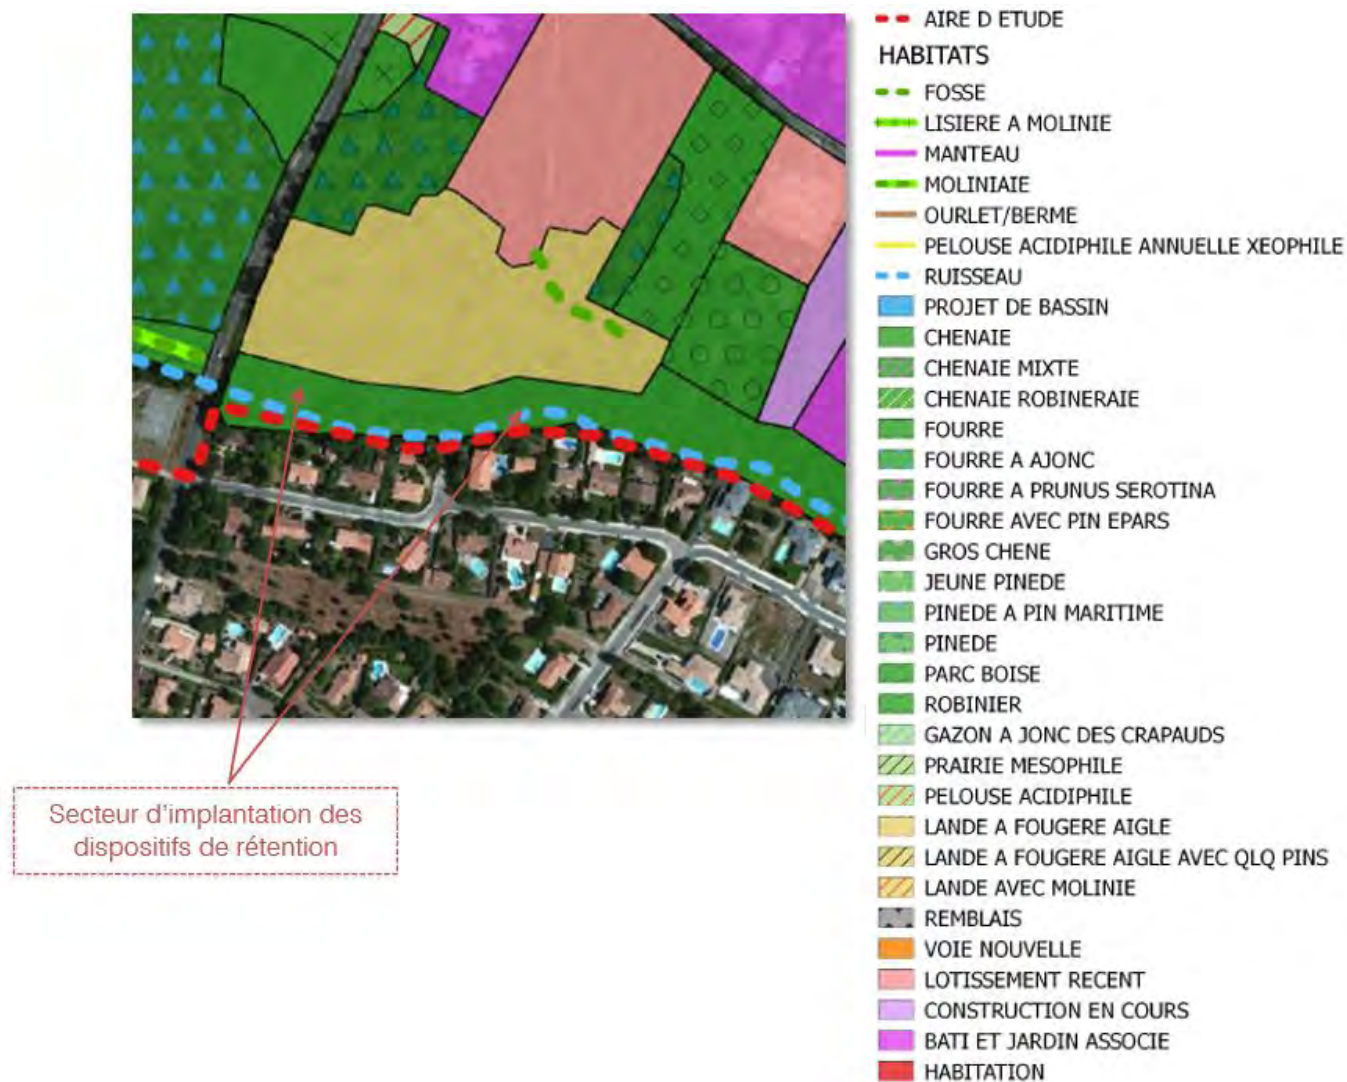 AIRE D ETUDE
HABITATS
FOSSE
LISIERE A MOLINIE
MANTEAU
MOLINIAIE
OURLET/BERME
PELOUSE ACIDIPHILE ANNUELLE XEOPHILE
RUISSEAU
PROJET DE BASSIN
CHENAIE
CHENAIE MIXTE
CHENAIE ROBINERAIE
FOURRE
FOURRE A AJONC
FOURRE A PRUNUS SEROTINA
FOURRE AVEC PIN EPARS
GROS CHENE
JEUNE PINEDE
PINEDE A PIN MARITIME
PINEDE
PARC BOISE
ROBINIER
GAZON A JONC DES CRAPAUDS
PRAIRIE MESOPHILE
PELOUSE ACIDIPHILE
LANDE A FOUGERE AIGLE
LANDE A FOUGERE AIGLE AVEC QLQ PINS
LANDE AVEC MOLINIE
REMBLAIS
VOIE NOUVELLE
LOTISSEMENT RECENT
CONSTRUCTION EN COURS
BATI ET JARDIN ASSOCIE
HABITATION
Secteur d'implantation des
dispositifs de rétention